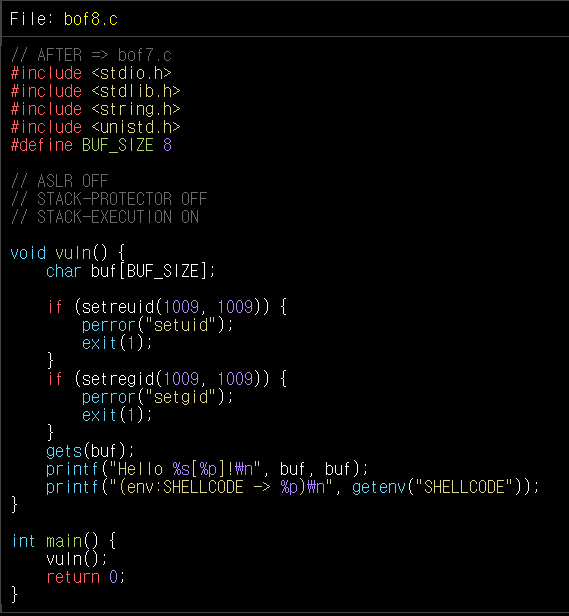 File: bof8.c
// AFTER => bof7.c
#include <stdio.h>
#include <stdlib.h>
#include <string.h>
#include <unistd.h>
#define BUF_SIZE 8
// ASLR OFF
// STACK-PROTECTOR OFF
// STACK-EXECUTION ON
void vuln() {
    char buf[BUF_SIZE];
    if (setreuid(1009, 1009)) {
        perror("setuid");
        exit(1);
    }
    if (setregid(1009, 1009)) {
        perror("setgid");
        exit(1);
    }
    gets(buf);
    printf("Hello %s[%p]!₩n", buf, buf);
    printf("(env:SHELLCODE -> %p)₩n", getenv("SHELLCODE"));
}
int main() {
    vuln();
    return 0;
}